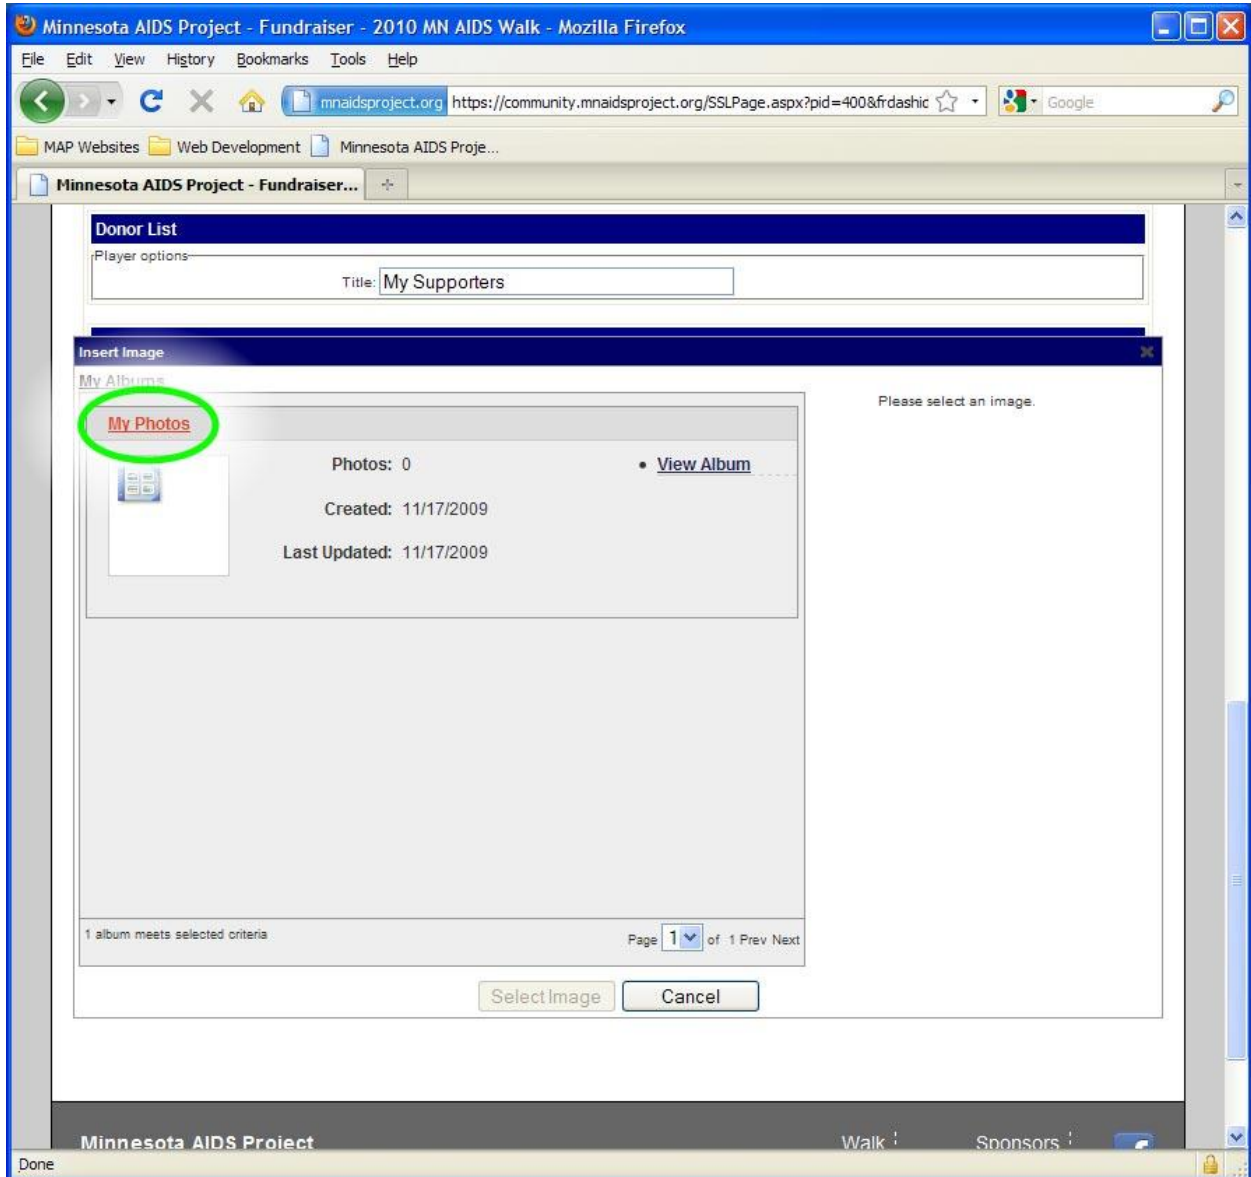 Minnesota AIDS Project - Fundraiser - 2010 MN AIDS Walk - Mozilla Firefox
File Edit View History Bookmarks Tools Help
mnaidsproject.org https://community.mnaidsproject.org/SSLPage.aspx?pid=400&frdashic Google
MAP Websites Web Development Minnesota AIDS Proje...
Minnesota AIDS Project - Fundraiser...
Donor List
Player options
Title: My Supporters
Insert Image
My Albums
Please select an image.
My Photos
Photos: 0 • View Album
Created: 11/17/2009
Last Updated: 11/17/2009
1 album meets selected criteria Page 1 of 1 Prev Next
Select Image Cancel
Minnesota AIDS Project Walk Sponsors
Done